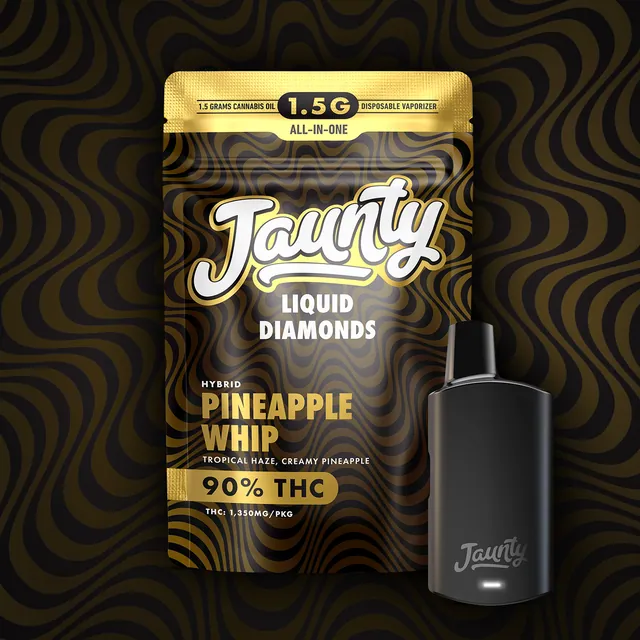 1.5 GRAMS CANNABIS OIL 1.5G DISPOSABLE VAPORIZER
ALL-IN-ONE
Jaunty
LIQUID
DIAMONDS
HYBRID
PINEAPPLE
WHIP
TROPICAL HAZE, CREAMY PINEAPPLE
90% THC
THC: 1,350MG/PKG
Jaunty